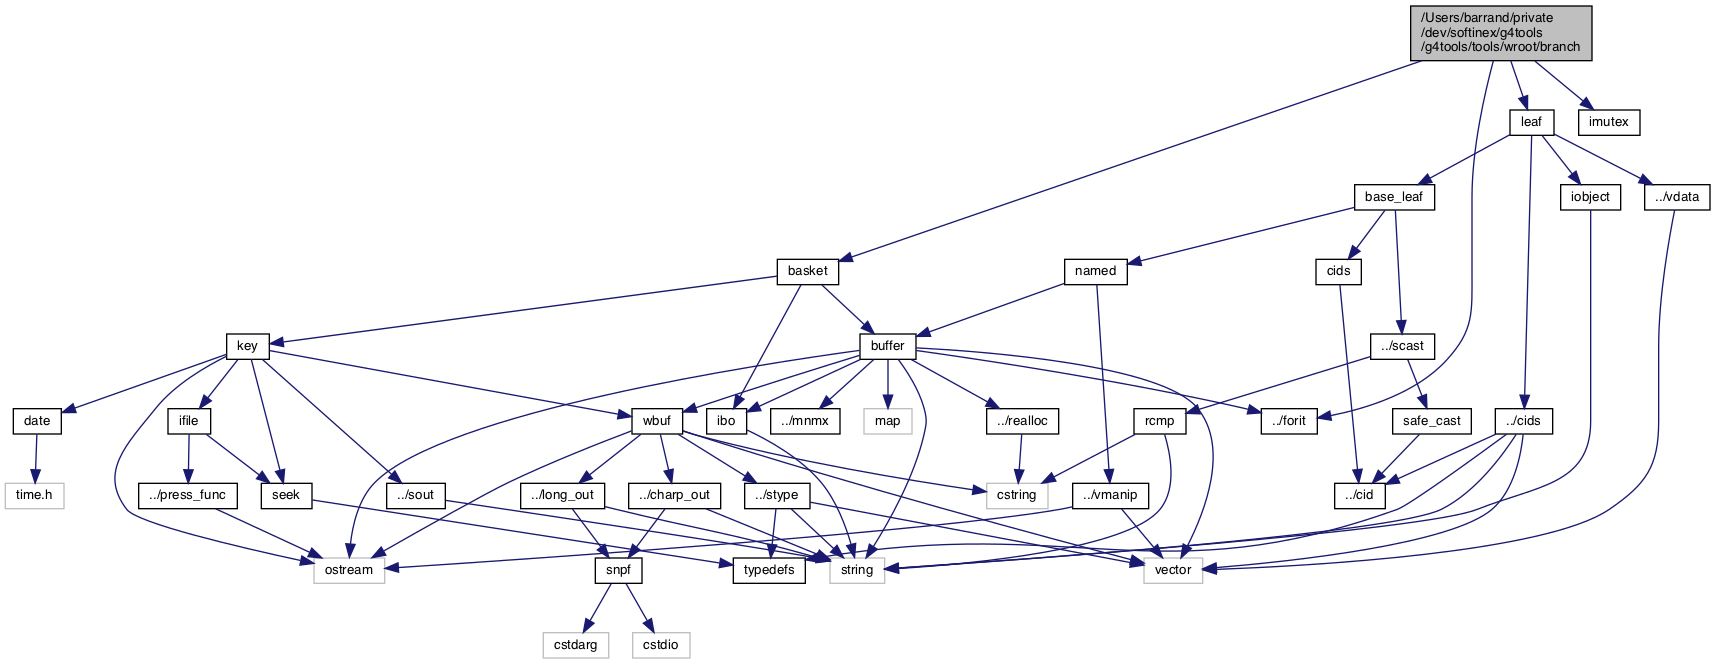 /Users/barrand/private
/dev/softinex/g4tools
/g4tools/tools/wroot/branch
leaf
imutex
base_leaf
iobject
../vdata
basket
named
cids
key
buffer
../scast
date
ifile
wbuf
ibo
../mnmx
map
../realloc
rcmp
../forit
safe_cast
../cids
time.h
../press_func
seek
../sout
../long_out
../charp_out
../stype
cstring
../vmanip
../cid
ostream
snpf
typedefs
string
vector
cstdarg
cstdio